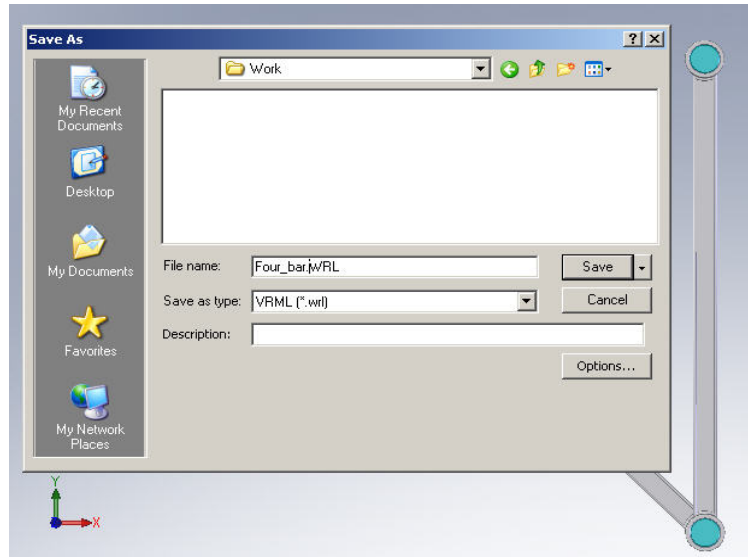 Save As
Work
My Recent
Documents
Desktop
My Documents
Favorites
My Network
Places
File name:
Four_bar.WRL
Save
Save as type:
VRML (*.wrl)
Cancel
Description:
Options...
Y
X